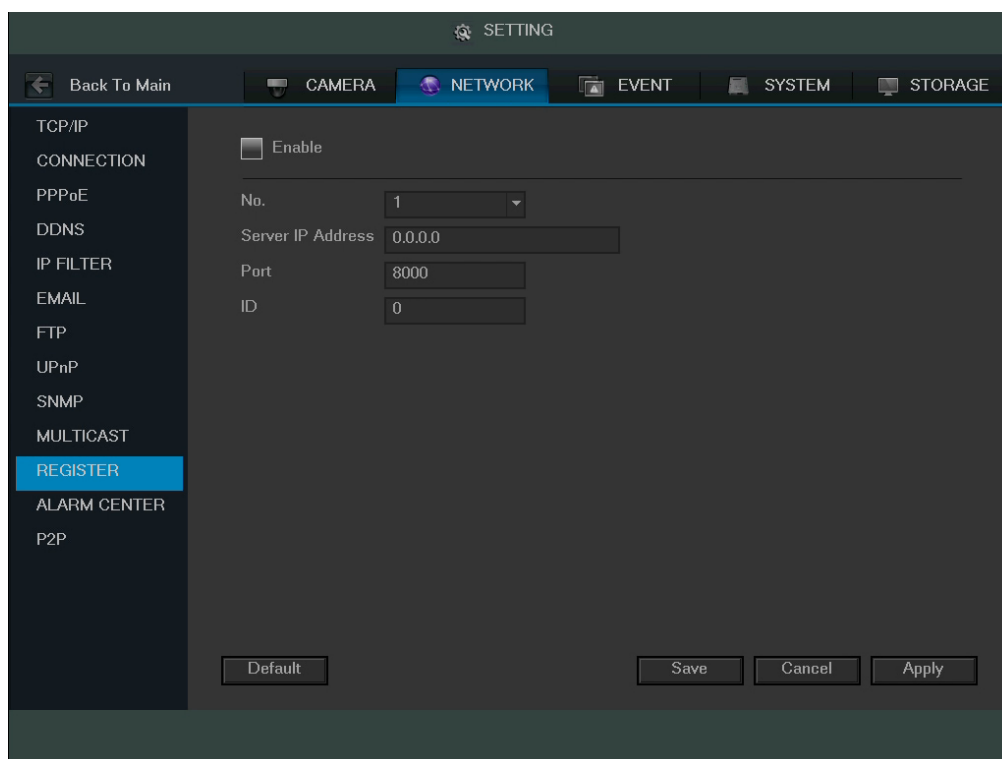 SETTING
Back To Main CAMERA NETWORK EVENT SYSTEM STORAGE
TCP/IP
CONNECTION
PPPoE
DDNS
IP FILTER
EMAIL
FTP
UPnP
SNMP
MULTICAST
REGISTER
ALARM CENTER
P2P
Enable
No. 1
Server IP Address 0.0.0.0
Port 8000
ID 0
Default Save Cancel Apply